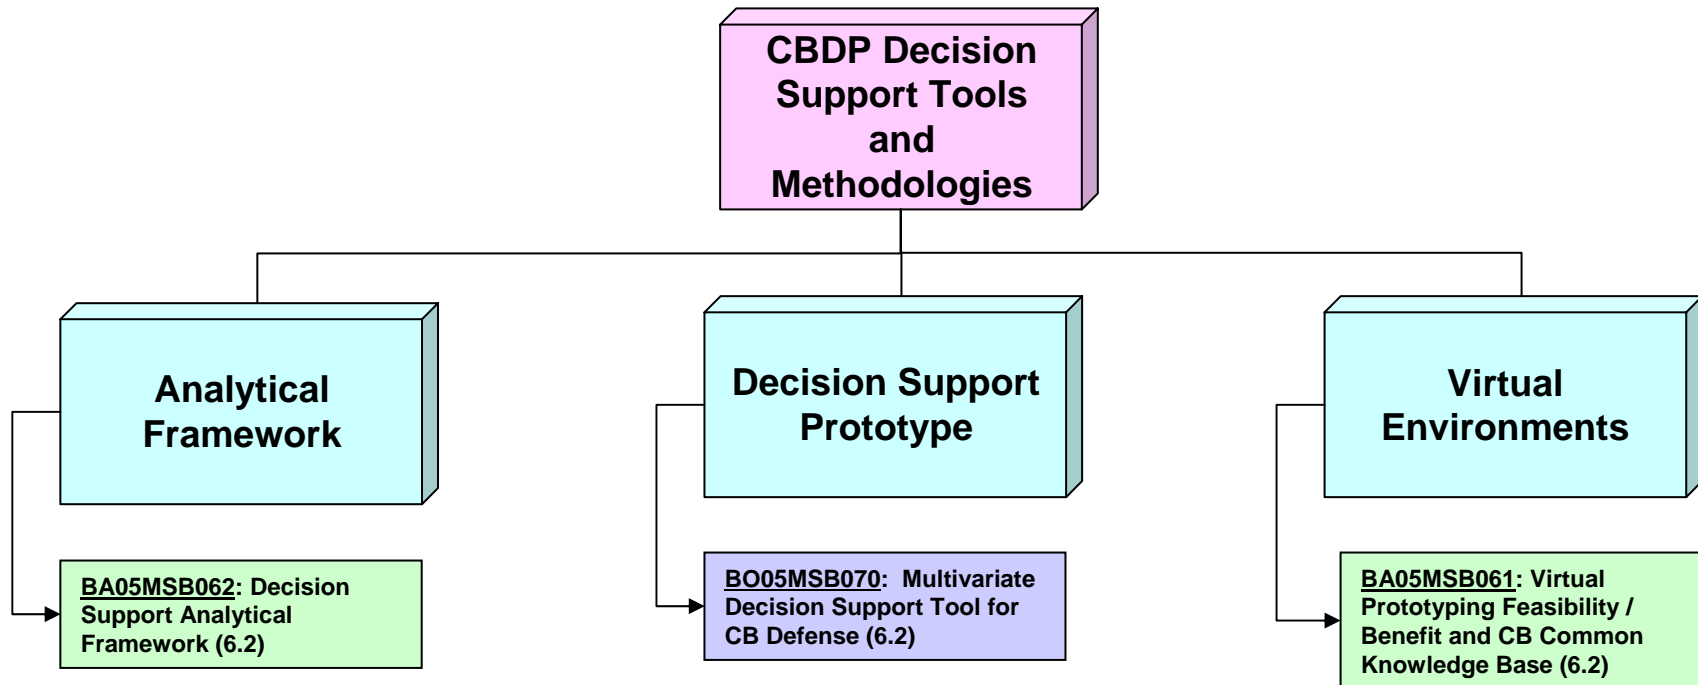 CBDP Decision
Support Tools
and
Methodologies
Analytical
Framework
Decision Support
Prototype
Virtual
Environments
BA05MSB062: Decision
Support Analytical
Framework (6.2)
BO05MSB070:  Multivariate
Decision Support Tool for
CB Defense (6.2)
BA05MSB061: Virtual
Prototyping Feasibility /
Benefit and CB Common
Knowledge Base (6.2)